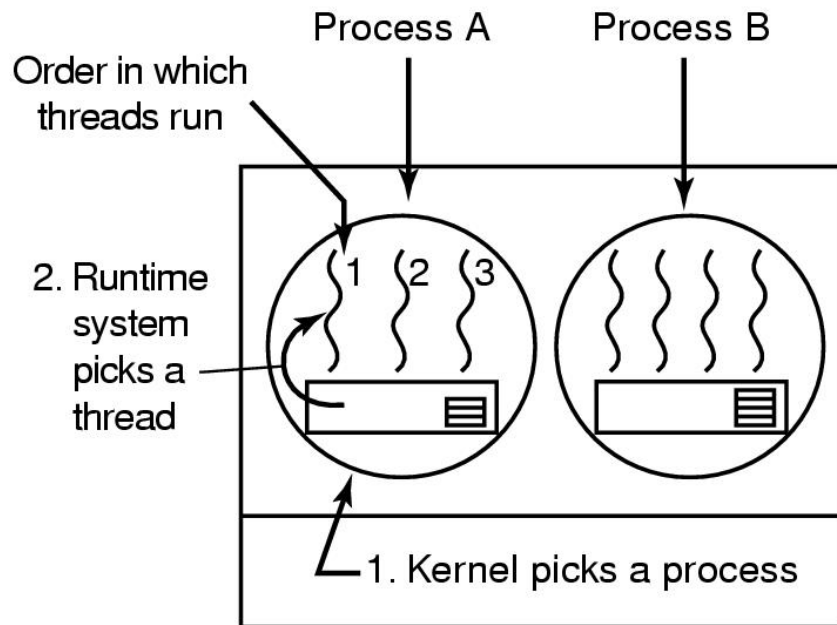 Process A
Process B
Order in which
threads run
1
2
3
2. Runtime
system
picks a
thread
1. Kernel picks a process